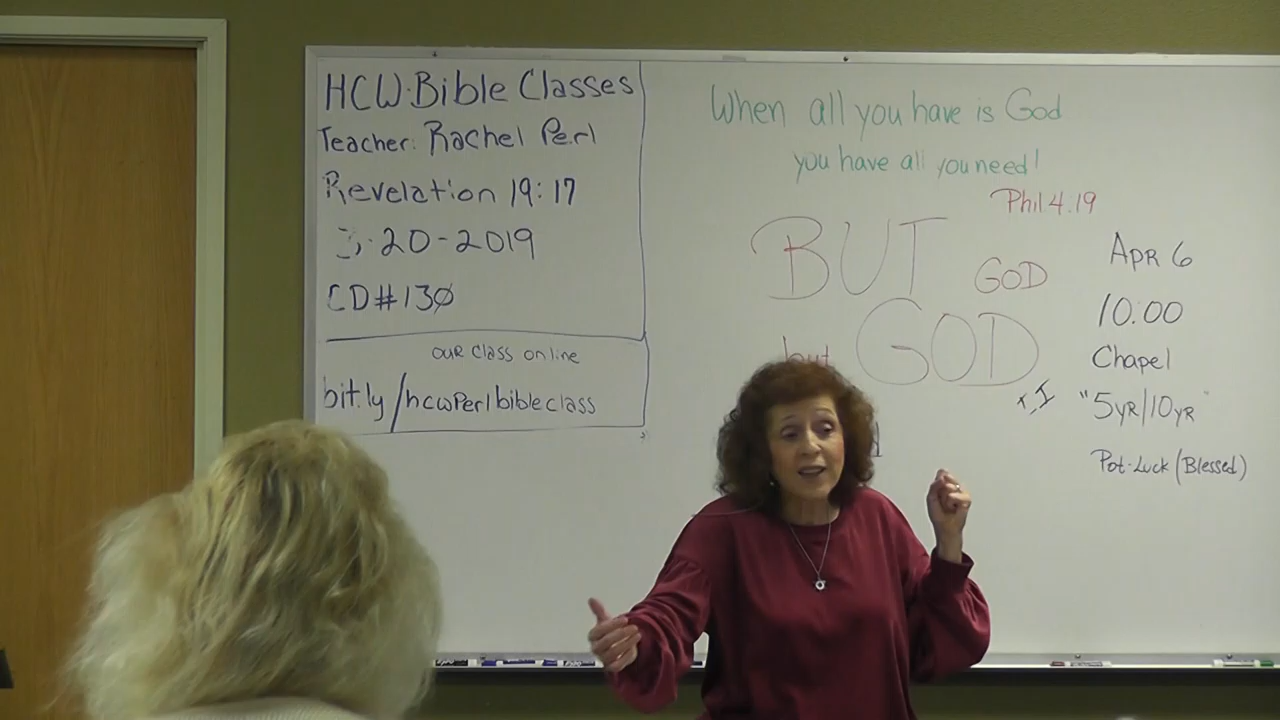 HCW-Bible Classes
Teacher: Rachel Perl
Revelation 19:17
20-2019
CD#130
our class online
bit.ly/hcwPerlbibleclass
When all you have is God
you have all you need!
Phil.4:19
BUT GOD
but GOD
Apr 6
10:00
Chapel
"5yr/10yr"
Pot-Luck (Blessed)